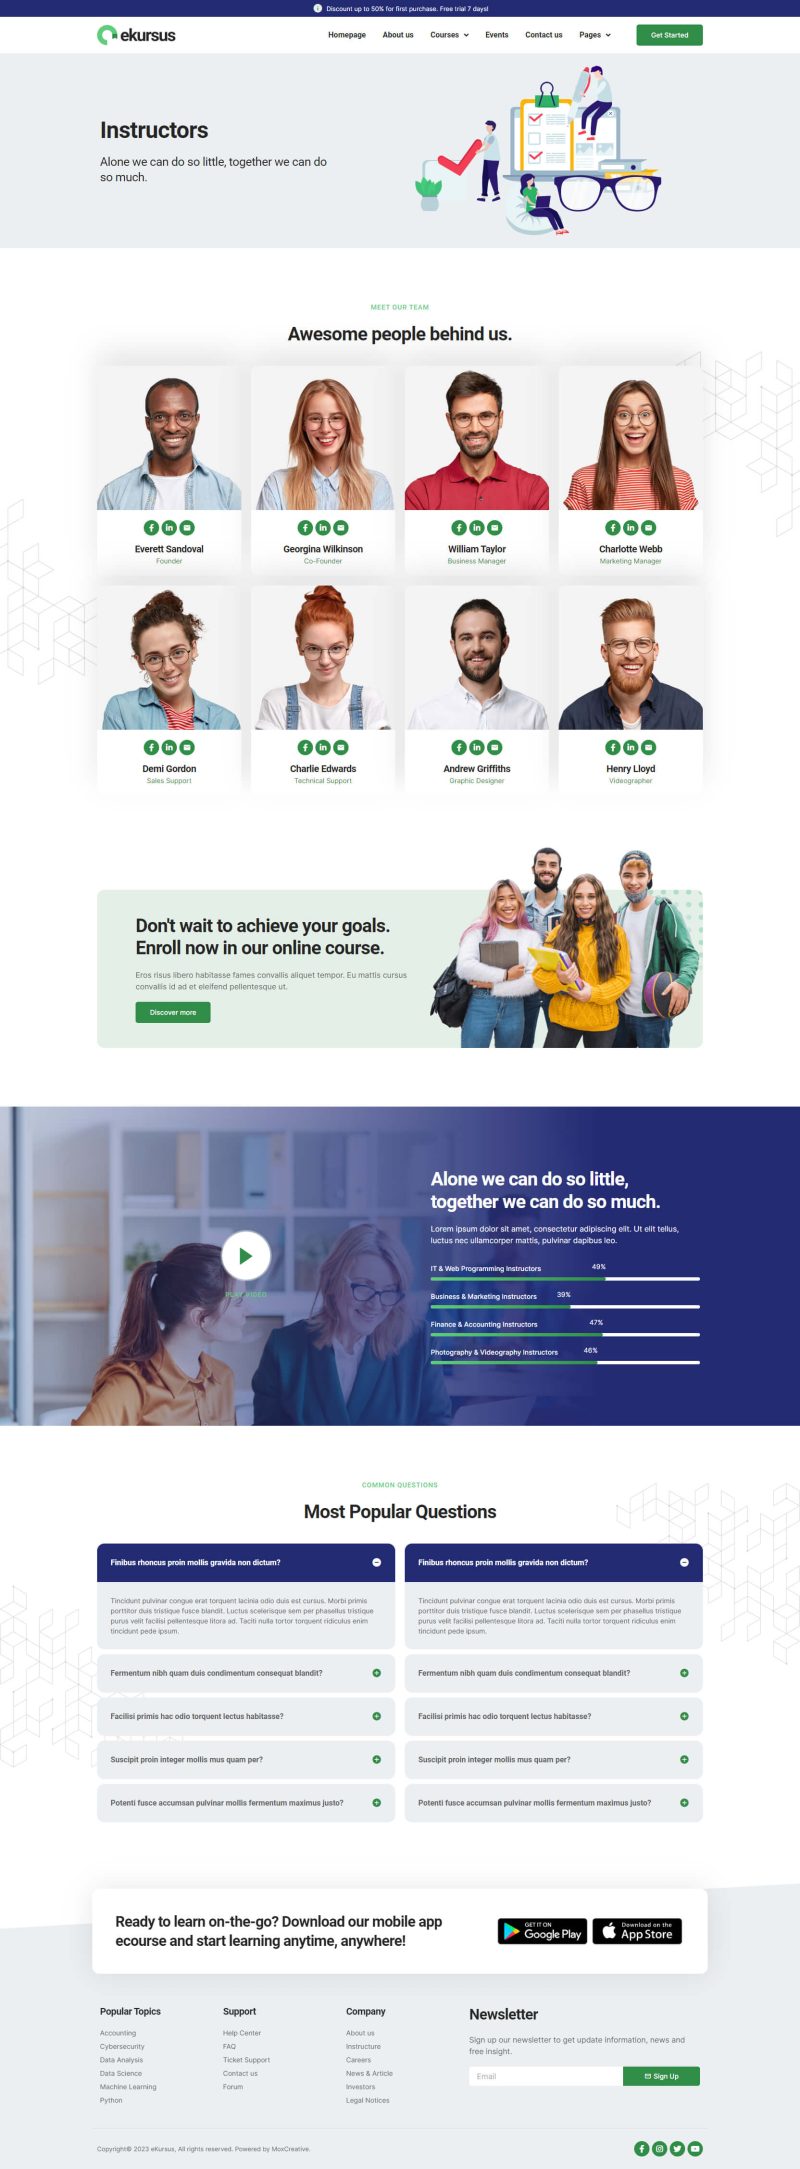 Discount up to 50% for first purchase. Free trial 7 days!
ekursus
Homepage
About us
Courses
Events
Contact us
Pages
Get Started
Instructors
Alone we can do so little, together we can do
so much.
MEET OUR TEAM
Awesome people behind us.
Everett Sandoval
Founder
Georgina Wilkinson
Co-Founder
William Taylor
Business Manager
Charlotte Webb
Marketing Manager
Demi Gordon
Sales Support
Charlie Edwards
Technical Support
Andrew Griffiths
Graphic Designer
Henry Lloyd
Videographer
Don't wait to achieve your goals.
Enroll now in our online course.
Eros risus libero habitasse fames convallis aliquet tempor. Eu mattis cursus
convallis id ad et eleifend pellentesque ut.
Discover more
PLAY VIDEO
Alone we can do so little,
together we can do so much.
Lorem ipsum dolor sit amet, consectetur adipiscing elit. Ut elit tellus,
luctus nec ullamcorper mattis, pulvinar dapibus leo.
IT & Web Programming Instructors 49%
Business & Marketing Instructors 39%
Finance & Accounting Instructors 47%
Photography & Videography Instructors 46%
COMMON QUESTIONS
Most Popular Questions
Finibus rhoncus proin mollis gravida non dictum?
Tincidunt pulvinar congue erat torquent lacinia odio duis est cursus. Morbi primis
porttitor duis tristique fusce blandit. Luctus scelerisque sem per phasellus tristique
purus velit facilisi pellentesque litora ad. Taciti nulla tortor torquent ridiculus enim
tincidunt pede ipsum.
Fermentum nibh quam duis condimentum consequat blandit?
Facilisi primis hac odio torquent lectus habitasse?
Suscipit proin integer mollis mus quam per?
Potenti fusce accumsan pulvinar mollis fermentum maximus justo?
Finibus rhoncus proin mollis gravida non dictum?
Tincidunt pulvinar congue erat torquent lacinia odio duis est cursus. Morbi primis
porttitor duis tristique fusce blandit. Luctus scelerisque sem per phasellus tristique
purus velit facilisi pellentesque litora ad. Taciti nulla tortor torquent ridiculus enim
tincidunt pede ipsum.
Fermentum nibh quam duis condimentum consequat blandit?
Facilisi primis hac odio torquent lectus habitasse?
Suscipit proin integer mollis mus quam per?
Potenti fusce accumsan pulvinar mollis fermentum maximus justo?
Ready to learn on-the-go? Download our mobile app
ecourse and start learning anytime, anywhere!
GET IT ON
Google Play
Download on the
App Store
Popular Topics
Accounting
Cybersecurity
Data Analysis
Data Science
Machine Learning
Python
Support
Help Center
FAQ
Ticket Support
Contact us
Forum
Company
About us
Instructure
Careers
News & Article
Investors
Legal Notices
Newsletter
Sign up our newsletter to get update information, news and
free insight.
Email
Sign Up
Copyright© 2023 eKursus, All rights reserved. Powered by MoxCreative.